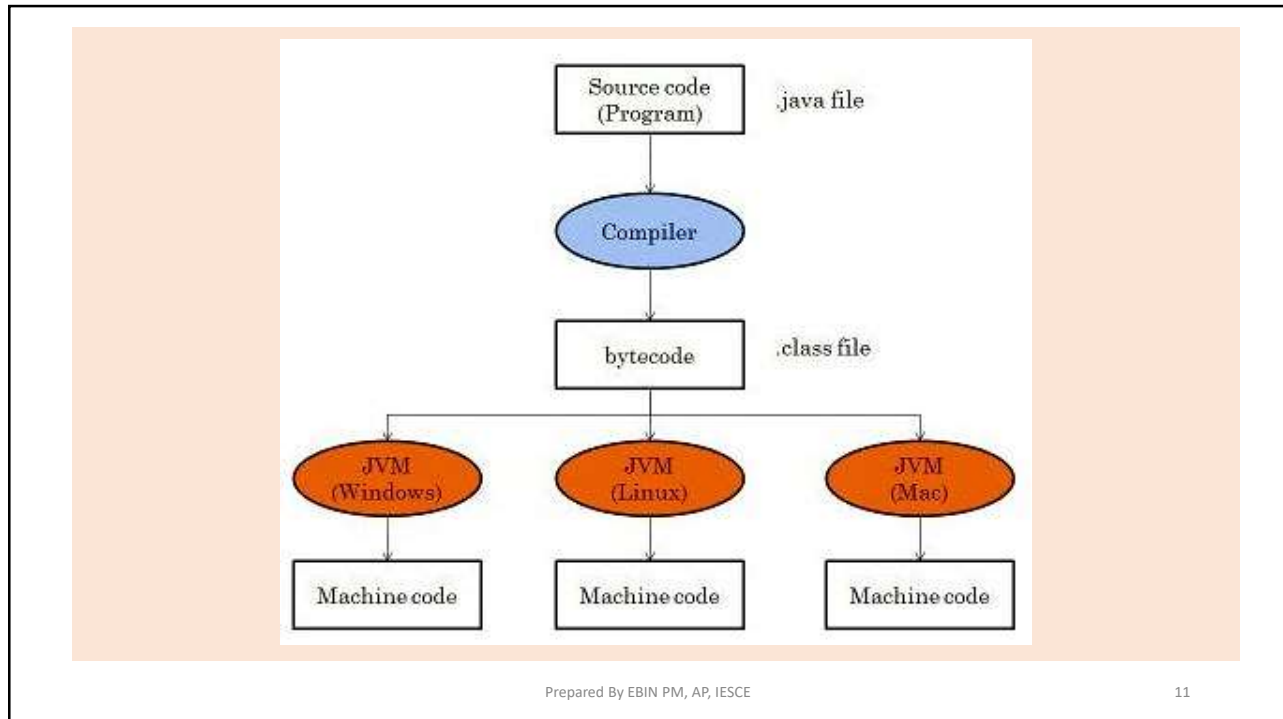 Source code
(Program)
.java file
Compiler
bytecode
.class file
JVM
(Windows)
JVM
(Linux)
JVM
(Mac)
Machine code
Machine code
Machine code
Prepared By EBIN PM, AP, IESCE
11